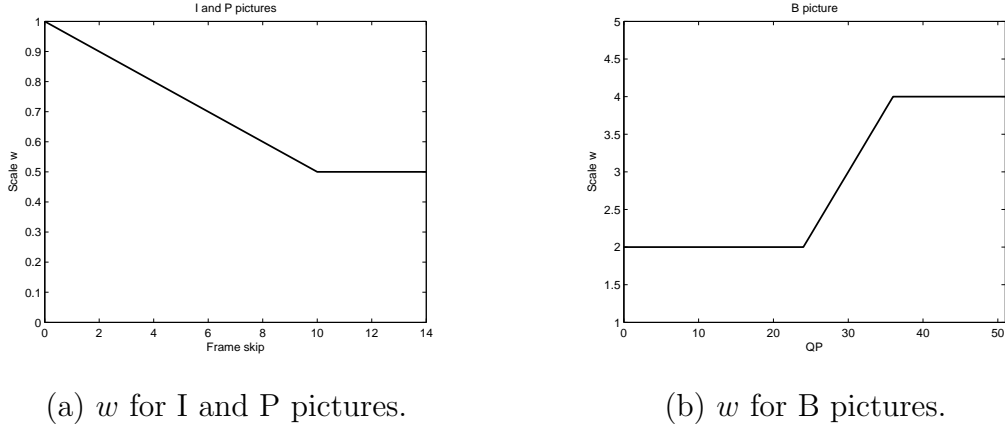 I and P pictures
1
0.9
0.8
0.7
0.6
0.5
0.4
0.3
0.2
0.1
0
Scale w
0 2 4 6 8 10 12 14
Frame skip
(a) w for I and P pictures.
B picture
5
4.5
4
3.5
3
2.5
2
1.5
1
Scale w
0 10 20 30 40 50
QP
(b) w for B pictures.